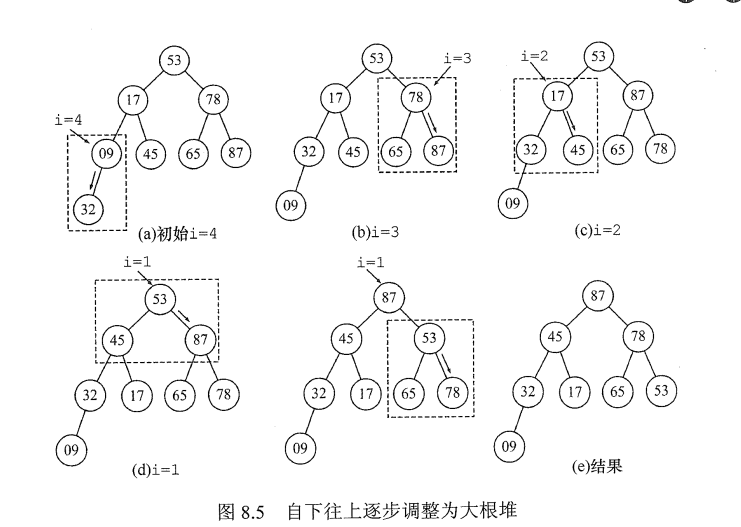 53
17 78
i=4
09 45 65 87
32
(a)初始i=4
53
i=3
17 78
32 45 65 87
09
(b)i=3
i=2
53
17 87
32 45 65 78
09
(c)i=2
i=1
53
45 87
32 17 65 78
09
(d)i=1
i=1
87
45 53
32 17 65 78
09
87
45 78
32 17 65 53
09
(e)结果
图 8.5 自下往上逐步调整为大根堆